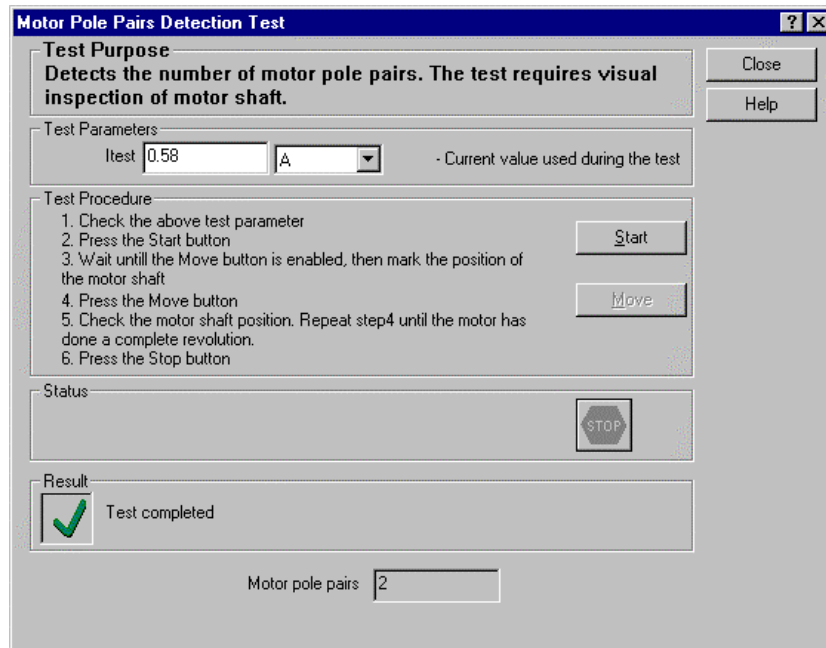 Motor Pole Pairs Detection Test
Test Purpose
Detects the number of motor pole pairs. The test requires visual
inspection of motor shaft.
Close
Help
Test Parameters
Itest 0.58 A - Current value used during the test
Test Procedure
1. Check the above test parameter
2. Press the Start button
3. Wait untill the Move button is enabled, then mark the position of
the motor shaft
4. Press the Move button
5. Check the motor shaft position. Repeat step4 until the motor has
done a complete revolution.
6. Press the Stop button
Start
Move
Status
STOP
Result
Test completed
Motor pole pairs 2